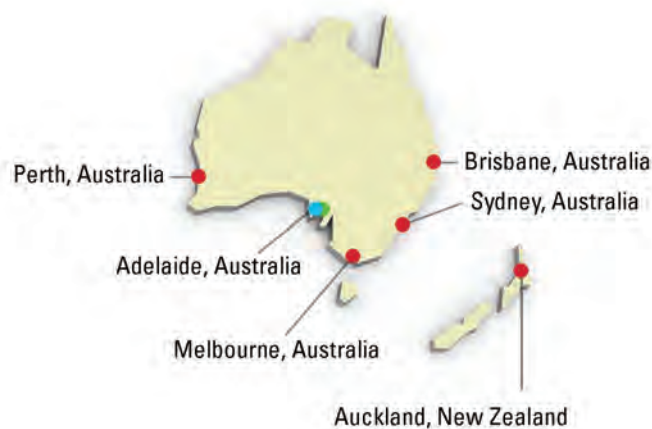 Brisbane, Australia
Perth, Australia
Sydney, Australia
Adelaide, Australia
Melbourne, Australia
Auckland, New Zealand